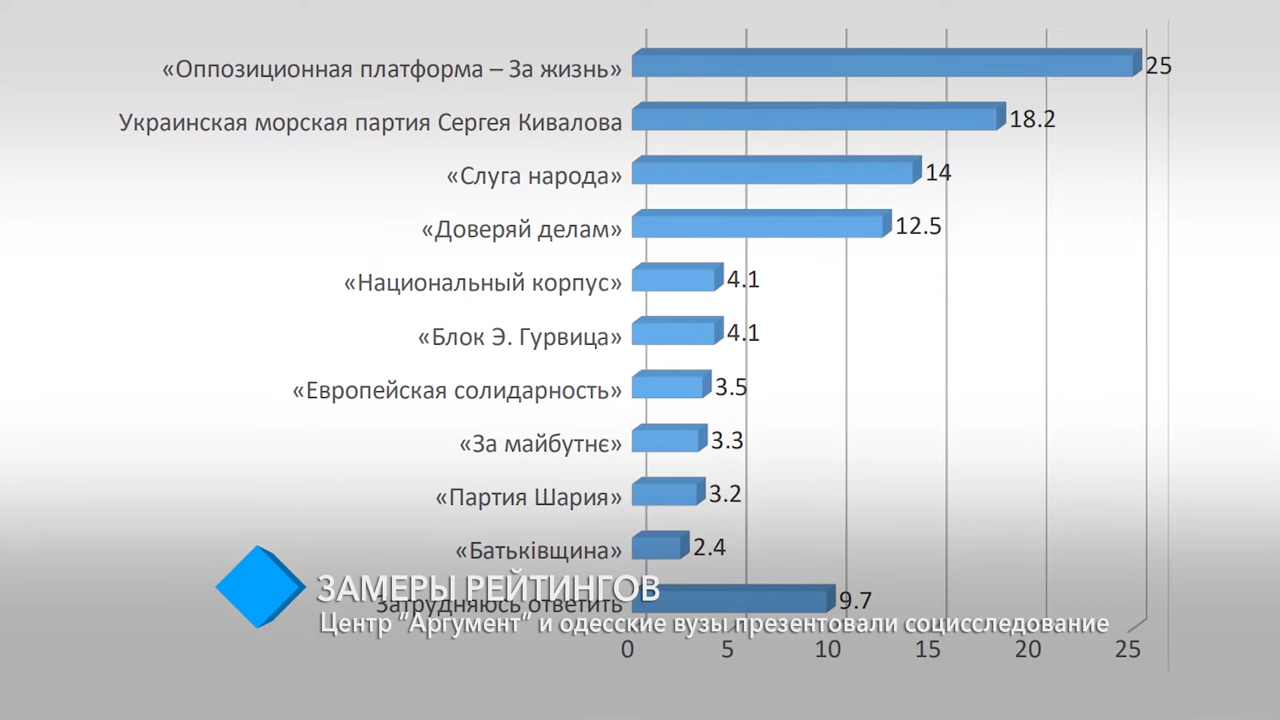 «Оппозиционная платформа – За жизнь» 25
Украинская морская партия Сергея Кивалова 18.2
«Слуга народа» 14
«Доверяй делам» 12.5
«Национальный корпус» 4.1
«Блок Э. Гурвица» 4.1
«Европейская солидарность» 3.5
«За майбутнє» 3.3
«Партия Шария» 3.2
«Батьківщина» 2.4
ЗАМЕРЫ РЕЙТИНГОВ
Затрудняюсь ответить 9.7
Центр "Аргумент" и одесские вузы презентовали социсследование
0 5 10 15 20 25